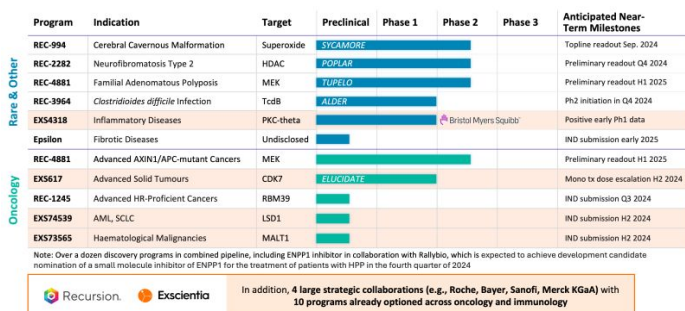 Program Indication Target Preclinical Phase 1 Phase 2 Phase 3 Anticipated Near-
Term Milestones
Rare & Other
REC-994 Cerebral Cavernous Malformation Superoxide SYCAMORE Topline readout Sep. 2024
REC-2282 Neurofibromatosis Type 2 HDAC POPLAR Preliminary readout Q4 2024
REC-4881 Familial Adenomatous Polyposis MEK TUPELO Preliminary readout H1 2025
REC-3964 Clostridioides difficile Infection TcdB ALDER Ph2 initiation in Q4 2024
EXS4318 Inflammatory Diseases PKC-theta Bristol Myers Squibb Positive early Ph1 data
Epsilon Fibrotic Diseases Undisclosed IND submission early 2025
Oncology
REC-4881 Advanced AXIN1/APC-mutant Cancers MEK Preliminary readout H1 2025
EXS617 Advanced Solid Tumours CDK7 ELUCIDATE Mono tx dose escalation H2 2024
REC-1245 Advanced HR-Proficient Cancers RBM39 IND submission Q3 2024
EXS74539 AML, SCLC LSD1 IND submission H2 2024
EXS73565 Haematological Malignancies MALT1 IND submission H2 2024
Note: Over a dozen discovery programs in combined pipeline, including ENPP1 inhibitor in collaboration with Rallybio, which is expected to achieve development candidate
nomination of a small molecule inhibitor of ENPP1 for the treatment of patients with HPP in the fourth quarter of 2024
Recursion. Exscientia In addition, 4 large strategic collaborations (e.g., Roche, Bayer, Sanofi, Merck KGaA) with
10 programs already optioned across oncology and immunology